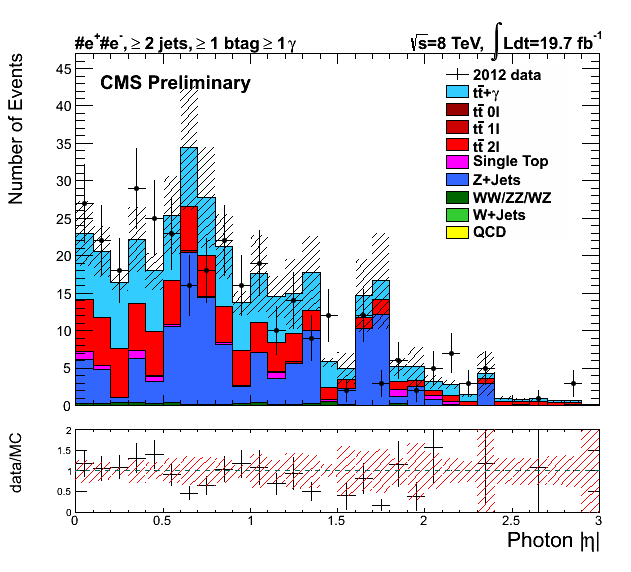 #e⁺#e⁻, ≥ 2 jets, ≥ 1 btag ≥ 1 γ
√s=8 TeV, ∫ Ldt=19.7 fb⁻¹
CMS Preliminary
2012 data
tt̄+γ
tt̄ 0l
tt̄ 1l
tt̄ 2l
Single Top
Z+Jets
WW/ZZ/WZ
W+Jets
QCD
Number of Events
45
40
35
30
25
20
15
10
5
0
data/MC
2
1.5
1
0.5
0
0 0.5 1 1.5 2 2.5 3
Photon |η|